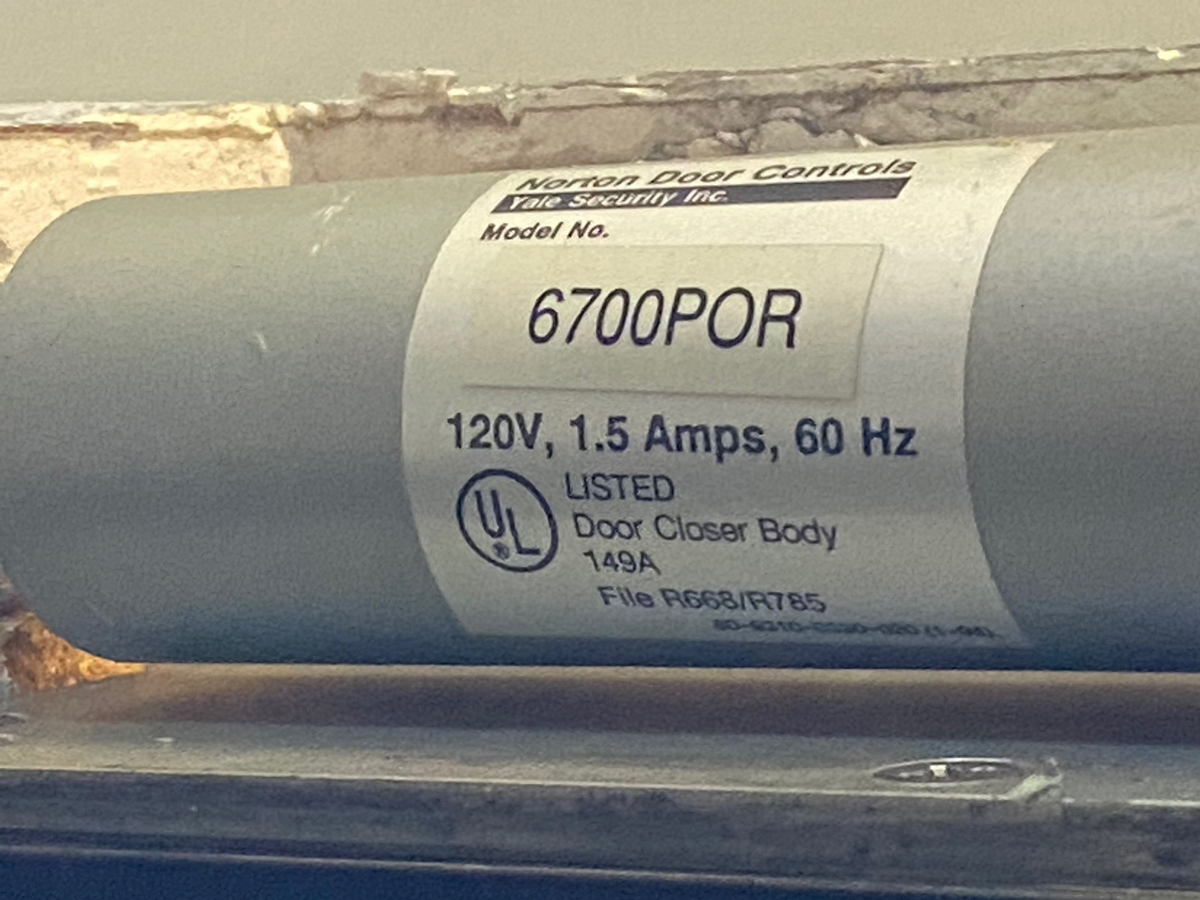 Norton Door Controls
Yale Security Inc.
Model No.
6700POR
120V, 1.5 Amps, 60 Hz
UL®
LISTED
Door Closer Body
149A
File R668/R785